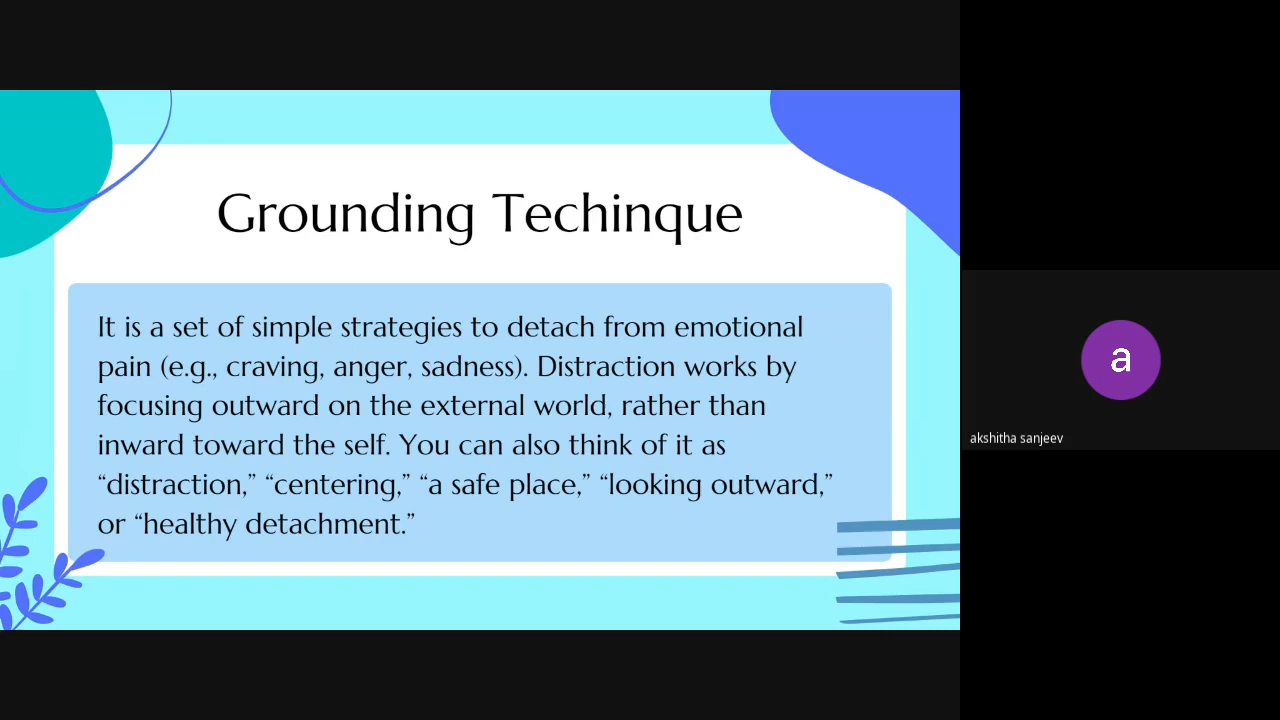 Grounding Techinque
It is a set of simple strategies to detach from emotional
pain (e.g., craving, anger, sadness). Distraction works by
focusing outward on the external world, rather than
inward toward the self. You can also think of it as
“distraction,” “centering,” “a safe place,” “looking outward,”
or “healthy detachment.”
a
akshitha sanjeev